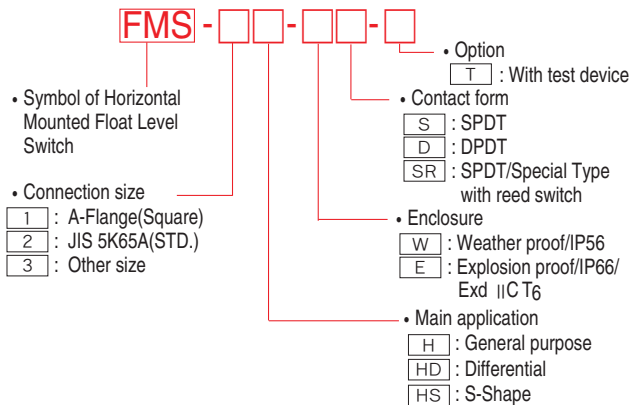 FMS -□□-□□-□
• Option
T : With test device
• Symbol of Horizontal
Mounted Float Level
Switch
• Contact form
S : SPDT
D : DPDT
SR : SPDT/Special Type
with reed switch
• Connection size
1 : A-Flange(Square)
2 : JIS 5K65A(STD.)
3 : Other size
• Enclosure
W : Weather proof/IP56
E : Explosion proof/IP66/
Exd IIC T6
• Main application
H : General purpose
HD : Differential
HS : S-Shape